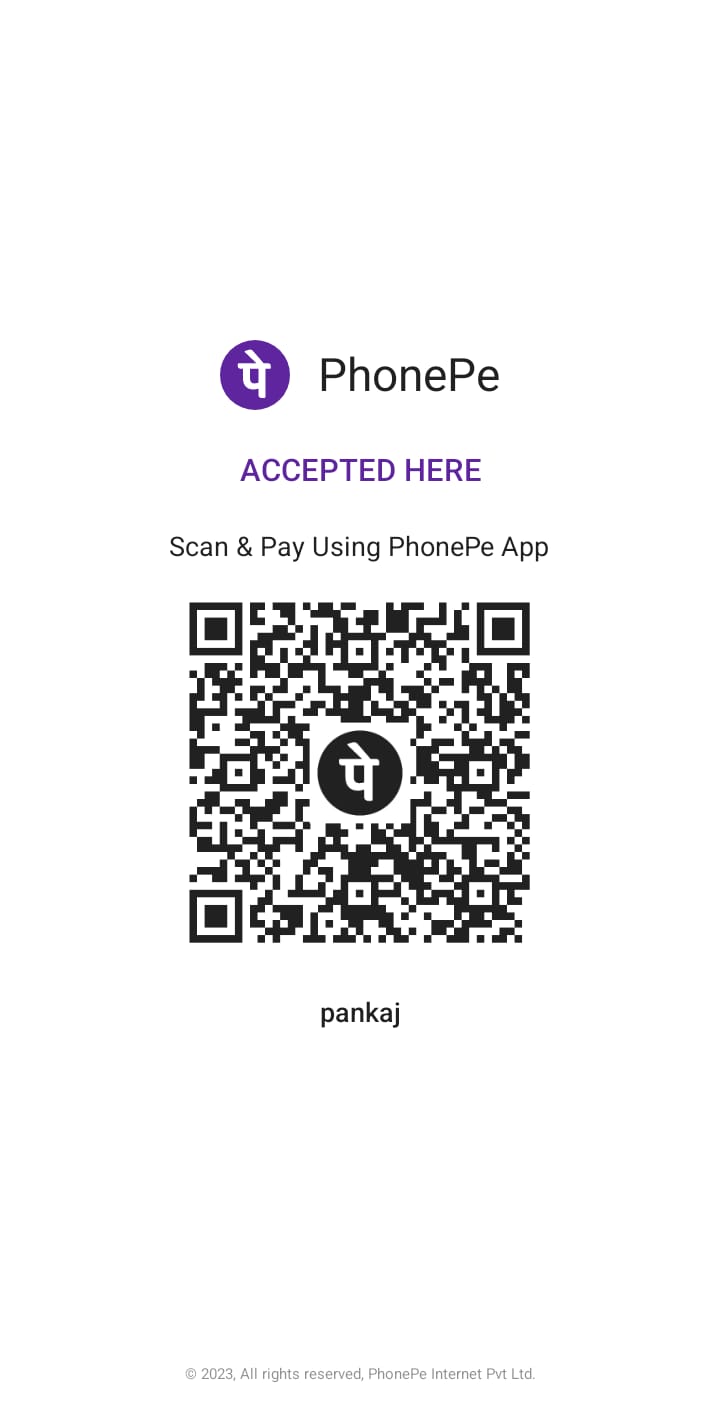 पे PhonePe
ACCEPTED HERE
Scan & Pay Using PhonePe App
पे
pankaj
© 2023, All rights reserved, PhonePe Internet Pvt Ltd.